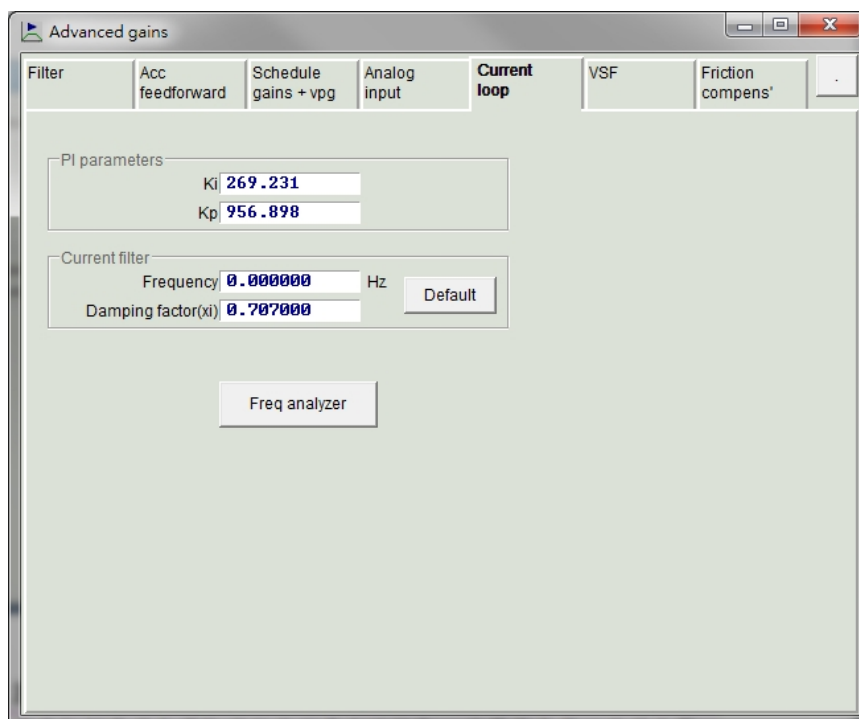 Advanced gains
Filter
Acc
feedforward
Schedule
gains + vpg
Analog
input
Current
loop
VSF
Friction
compens'
.
PI parameters
Ki 269.231
Kp 956.898
Current filter
Frequency 0.000000 Hz
Default
Damping factor(xi) 0.707000
Freq analyzer